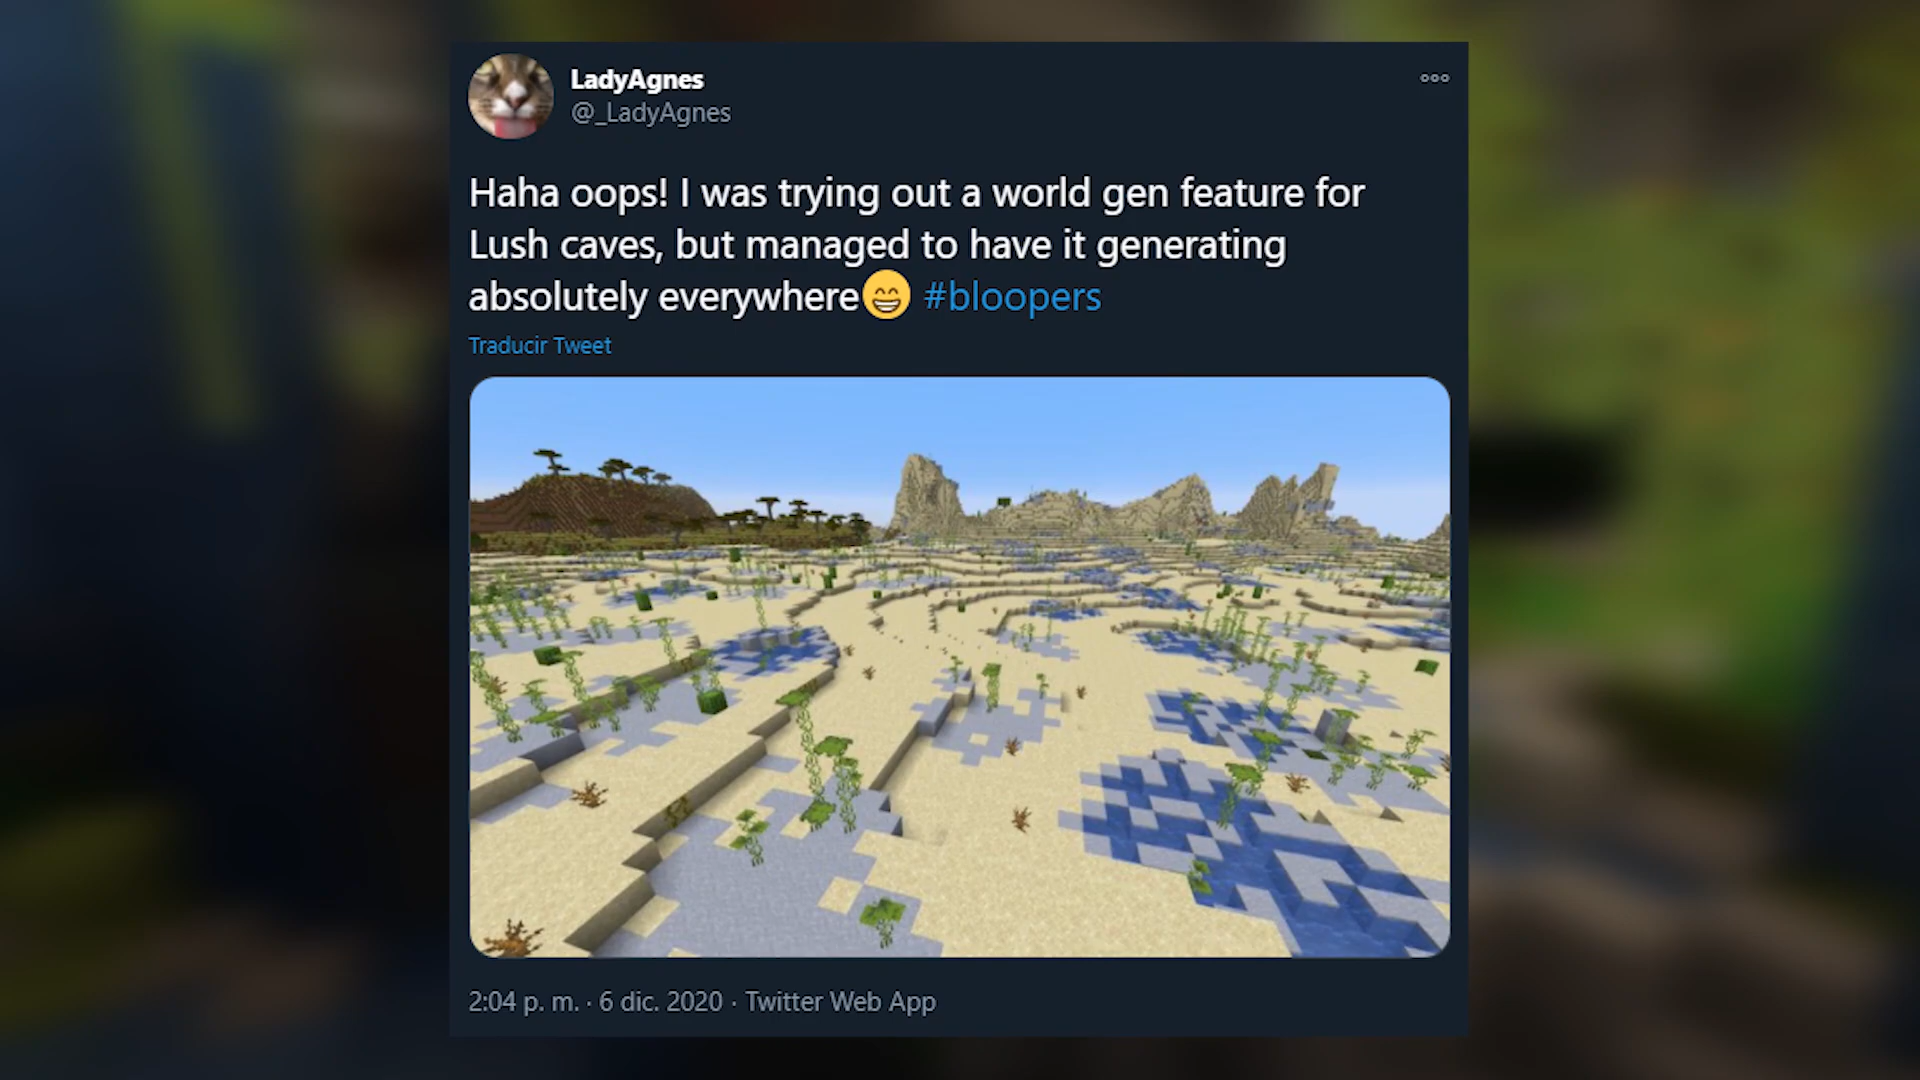 LadyAgnes
@_LadyAgnes
Haha oops! I was trying out a world gen feature for
Lush caves, but managed to have it generating
absolutely everywhere😄 #bloopers
Traducir Tweet
2:04 p. m. · 6 dic. 2020 · Twitter Web App